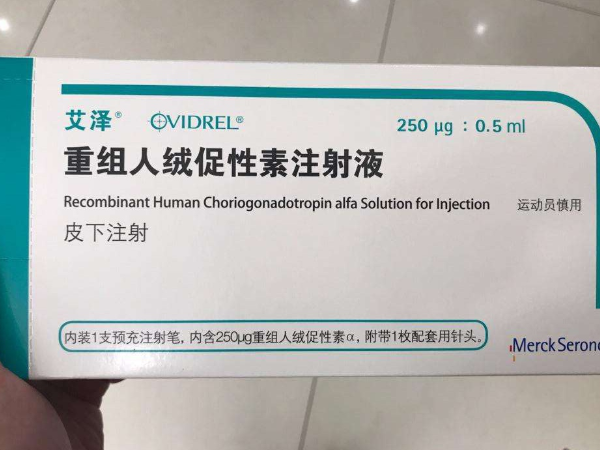 艾泽® OVIDREL® 250 µg : 0.5 ml
重组人绒促性素注射液
Recombinant Human Choriogonadotropin alfa Solution for Injection 运动员慎用
皮下注射
内装1支预充注射笔，内含250µg重组人绒促性素α，附带1枚配套用针头。
Merck Serono